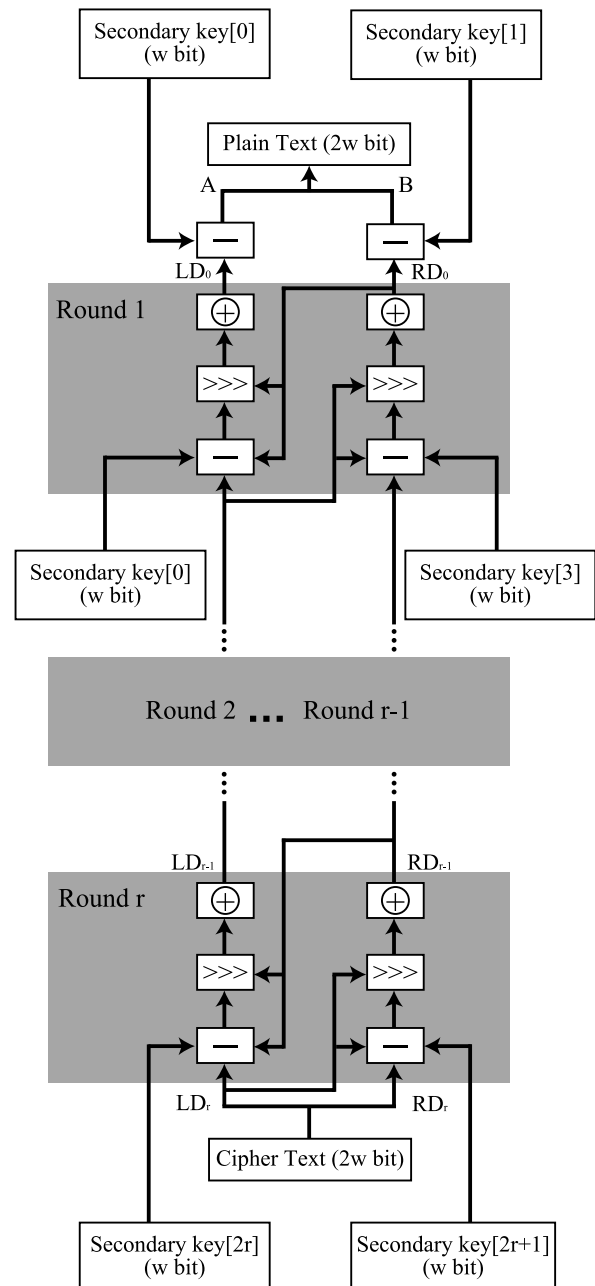 Secondary key[0]
(w bit)
Secondary key[1]
(w bit)
Plain Text (2w bit)
A
B
—
—
LD₀
RD₀
Round 1
+
+
>>>
>>>
—
—
Secondary key[0]
(w bit)
Secondary key[3]
(w bit)
Round 2 ... Round r-1
LDr-1
RDr-1
Round r
+
+
>>>
>>>
—
—
LDr
RDr
Cipher Text (2w bit)
Secondary key[2r]
(w bit)
Secondary key[2r+1]
(w bit)